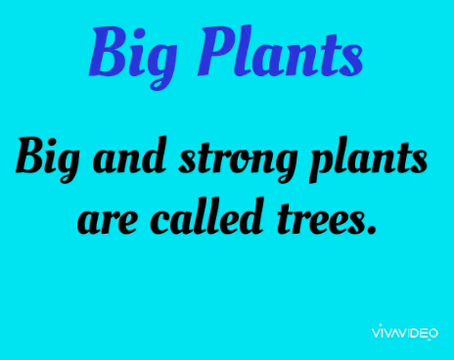 Big Plants
Big and strong plants
are called trees.
VIVAVIDEO